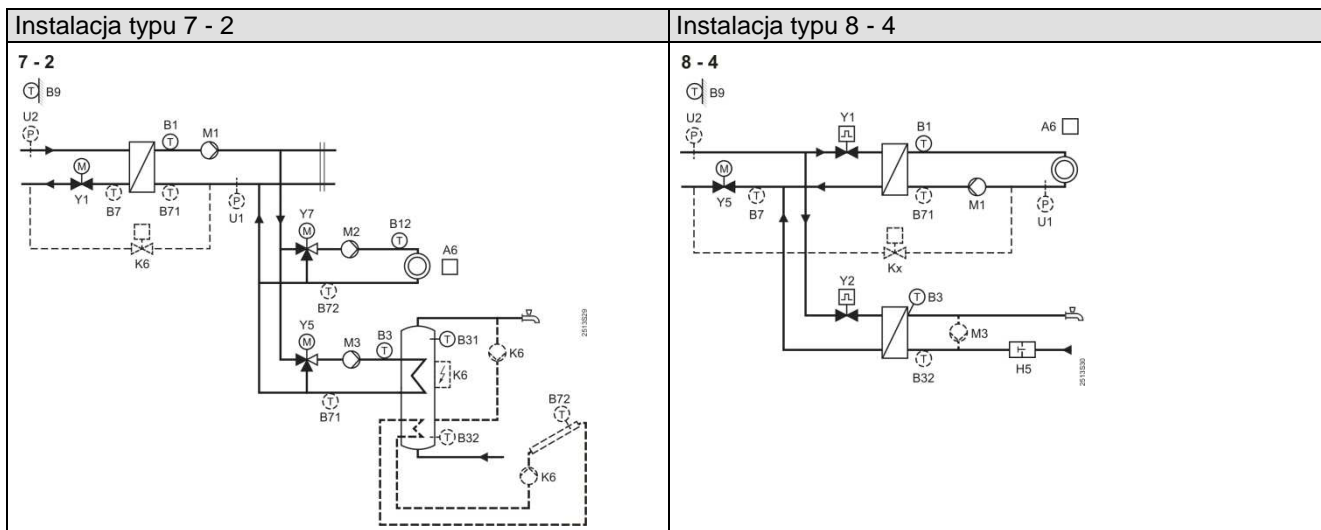 Instalacja typu 7 - 2
7 - 2
T B9
U2
P
B1
T
M1
M
Y1
T
B7
T
B71
P
U1
K6
Y7
M
M2
B12
T
A6
T
B72
Y5
M
M3
B3
T
T B31
K6
K6
T
B71
B72
T
T B32
K6
2513S29
Instalacja typu 8 - 4
8 - 4
T B9
U2
P
Y1
B1
T
A6
M
Y5
T
B7
T
B71
M1
P
U1
Kx
Y2
T B3
M3
T
B32
H5
2513S30